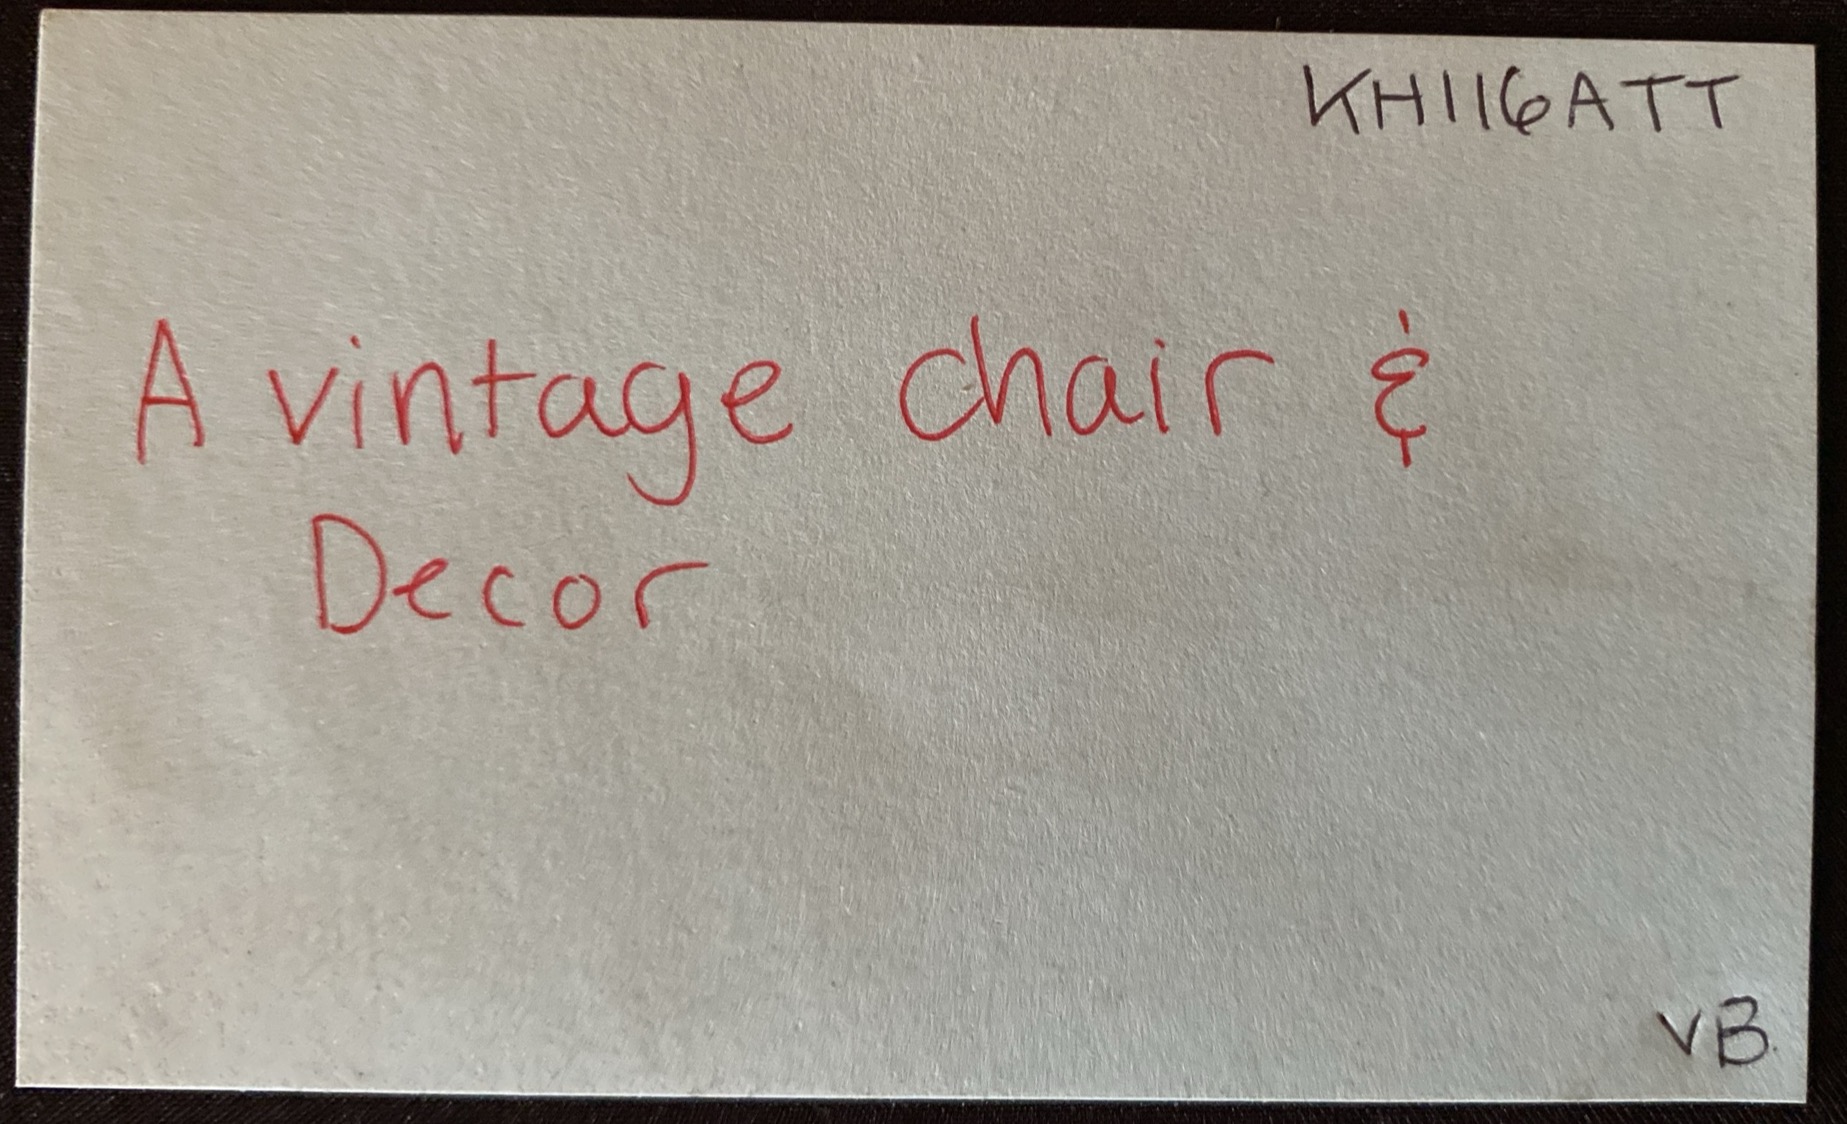 KH116ATT
A vintage chair &
Decor
VB.